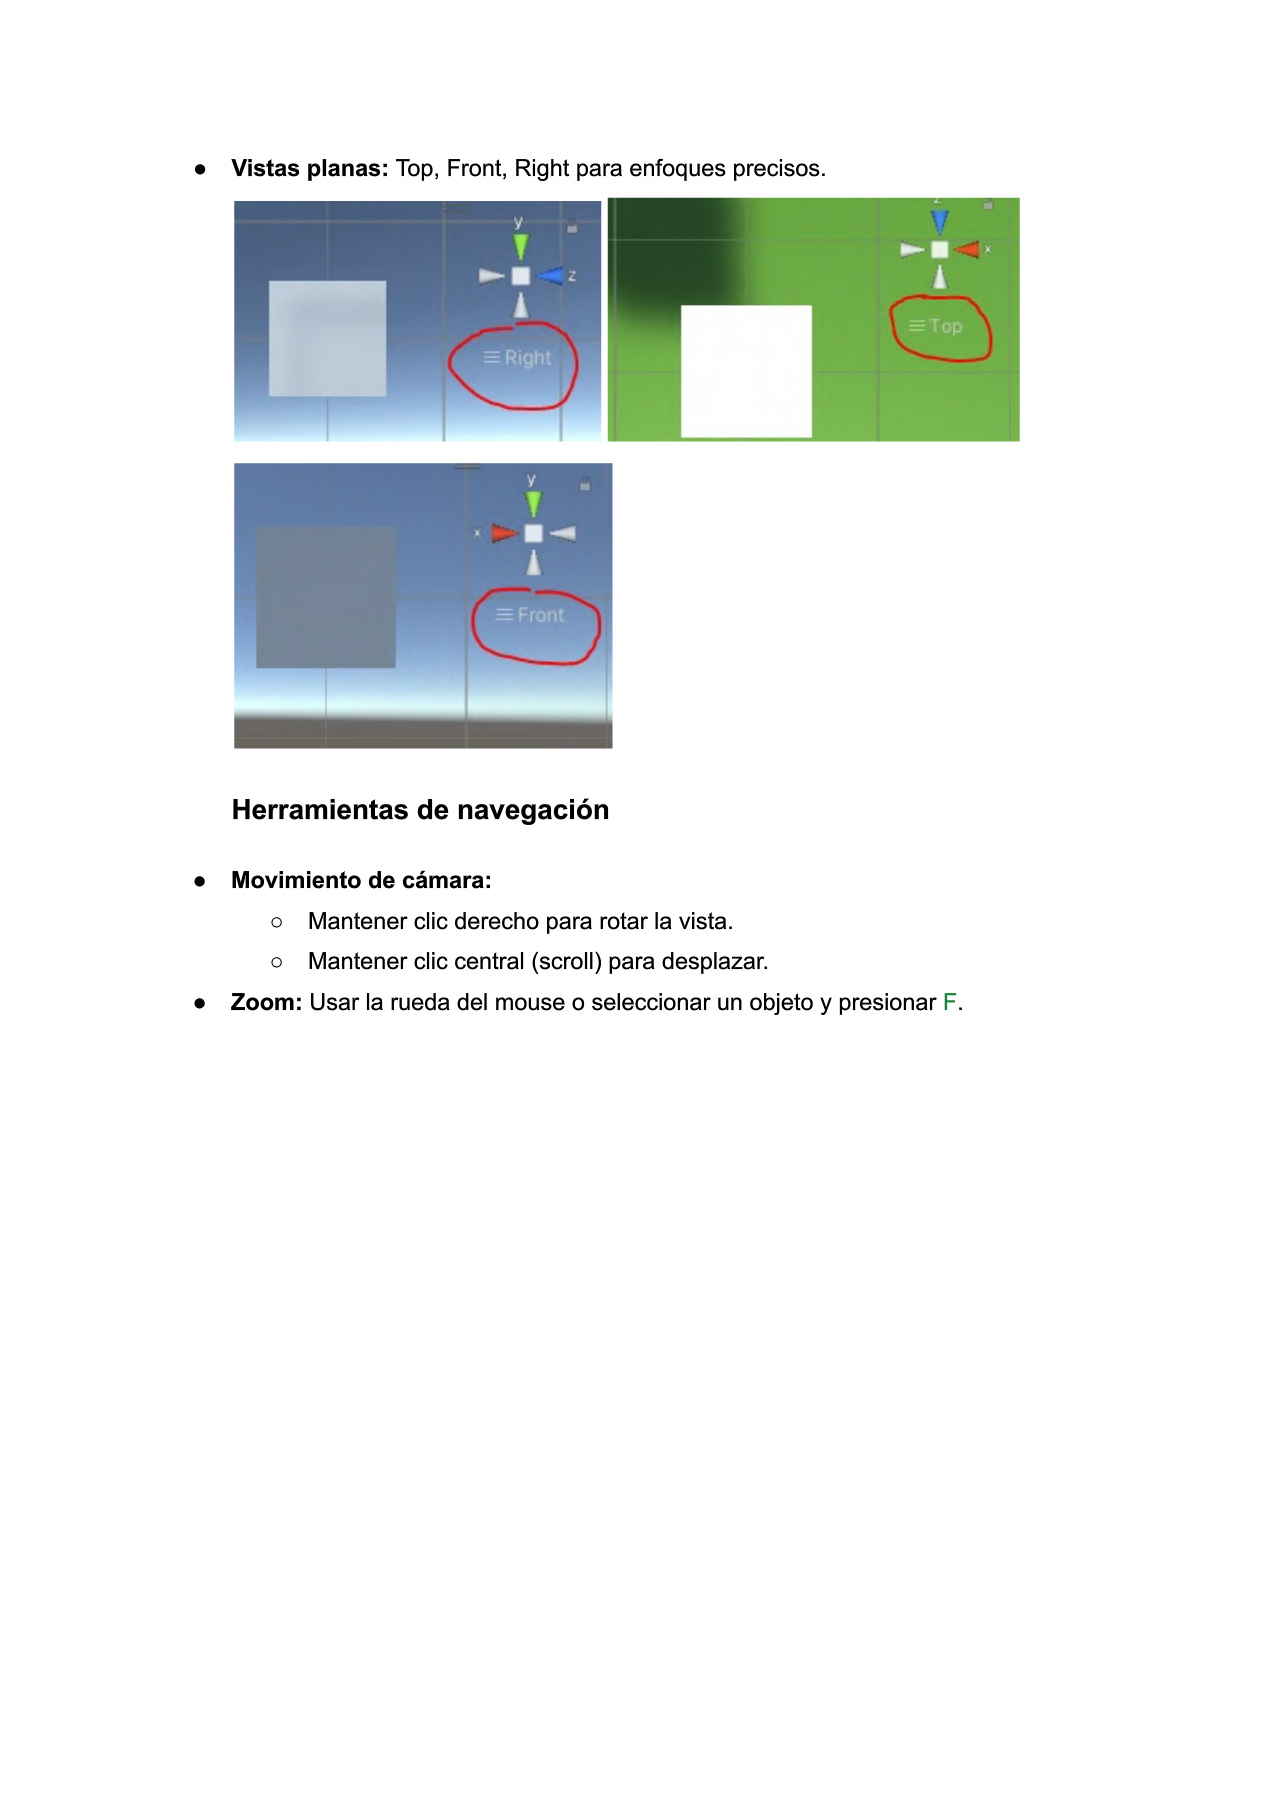 ● Vistas planas: Top, Front, Right para enfoques precisos.
y
z
Right
z
x
Top
y
x
Front
Herramientas de navegación
● Movimiento de cámara:
○ Mantener clic derecho para rotar la vista.
○ Mantener clic central (scroll) para desplazar.
● Zoom: Usar la rueda del mouse o seleccionar un objeto y presionar F.